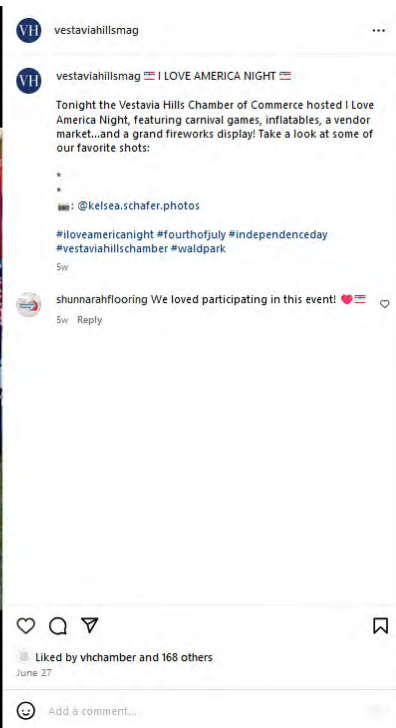 VH
vestaviahillsmag
VH
vestaviahillsmag I LOVE AMERICA NIGHT
Tonight the Vestavia Hills Chamber of Commerce hosted I Love
America Night, featuring carnival games, inflatables, a vendor
market...and a grand fireworks display! Take a look at some of
our favorite shots:
*
*
: @kelsea.schafer.photos
#iloveamericanight #fourthofjuly #independenceday
#vestaviahillschamber #waldpark
5w
shunnarahflooring We loved participating in this event!
5w Reply
Liked by vhchamber and 168 others
June 27
Add a comment...